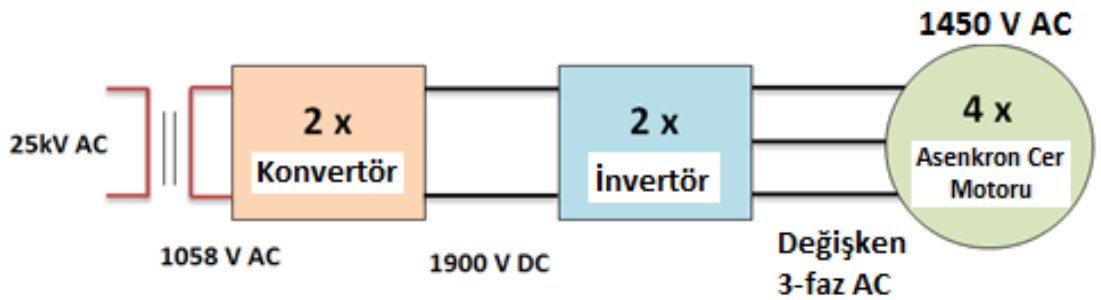 1450 V AC
25kV AC
2 x
Konvertör
2 x
İnvertör
4 x
Asenkron Cer
Motoru
1058 V AC
1900 V DC
Değişken
3-faz AC